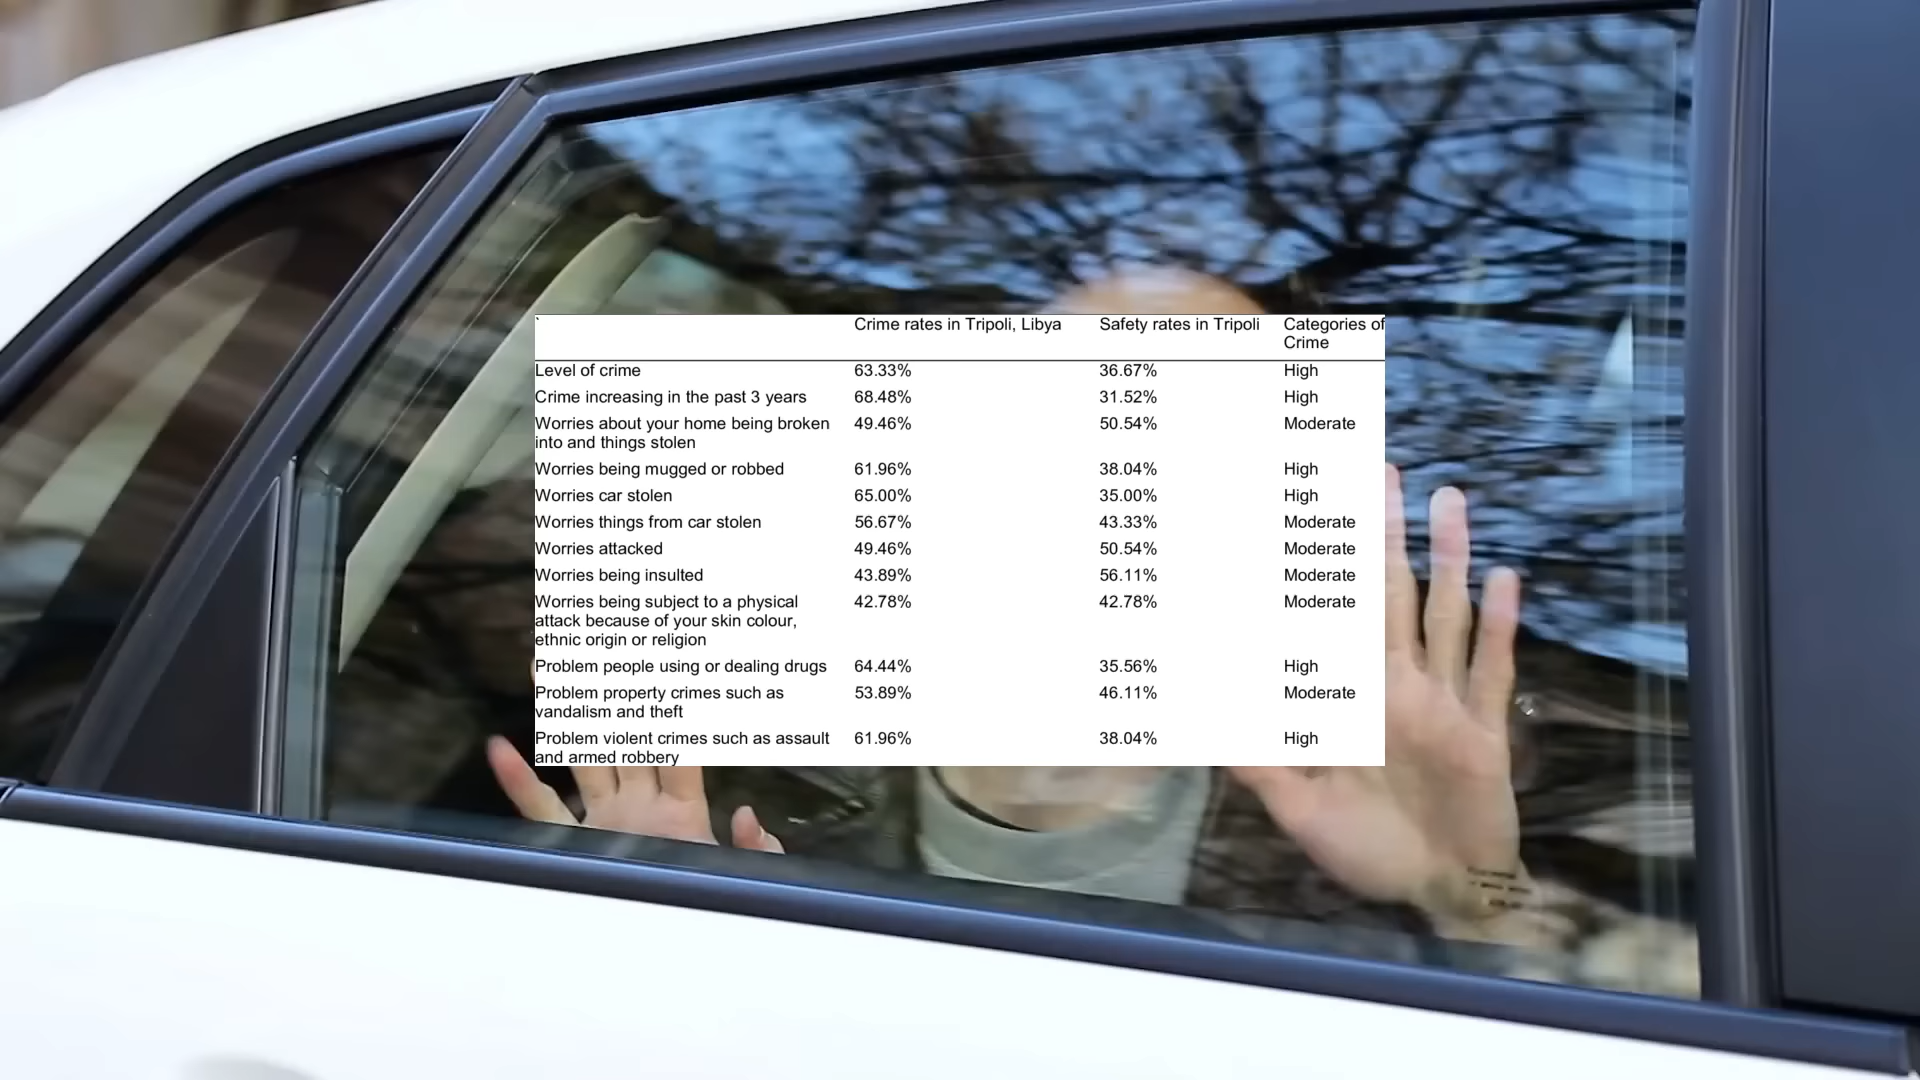 ` Crime rates in Tripoli, Libya Safety rates in Tripoli Categories of
Crime
Level of crime 63.33% 36.67% High
Crime increasing in the past 3 years 68.48% 31.52% High
Worries about your home being broken 49.46% 50.54% Moderate
into and things stolen
Worries being mugged or robbed 61.96% 38.04% High
Worries car stolen 65.00% 35.00% High
Worries things from car stolen 56.67% 43.33% Moderate
Worries attacked 49.46% 50.54% Moderate
Worries being insulted 43.89% 56.11% Moderate
Worries being subject to a physical 42.78% 42.78% Moderate
attack because of your skin colour,
ethnic origin or religion
Problem people using or dealing drugs 64.44% 35.56% High
Problem property crimes such as 53.89% 46.11% Moderate
vandalism and theft
Problem violent crimes such as assault 61.96% 38.04% High
and armed robbery